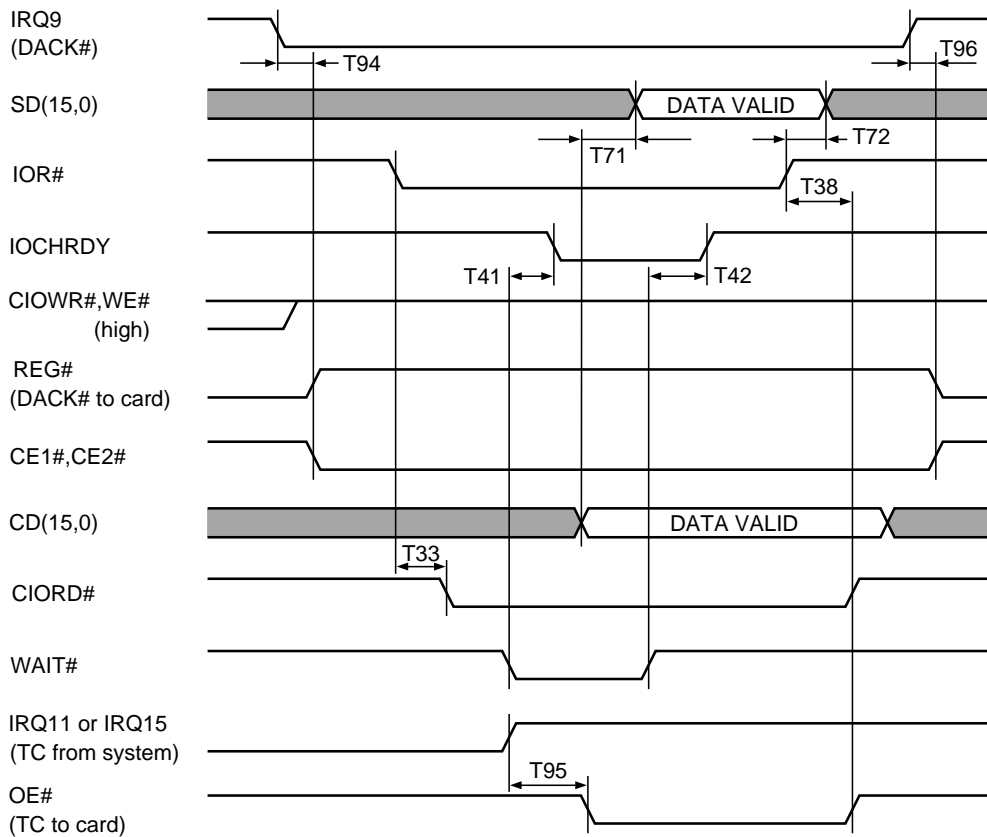 IRQ9
(DACK#)
T94
T96
SD(15,0)
DATA VALID
T71
T72
IOR#
T38
IOCHRDY
T41
T42
CIOWR#,WE#
(high)
REG#
(DACK# to card)
CE1#,CE2#
CD(15,0)
DATA VALID
T33
CIORD#
WAIT#
IRQ11 or IRQ15
(TC from system)
T95
OE#
(TC to card)